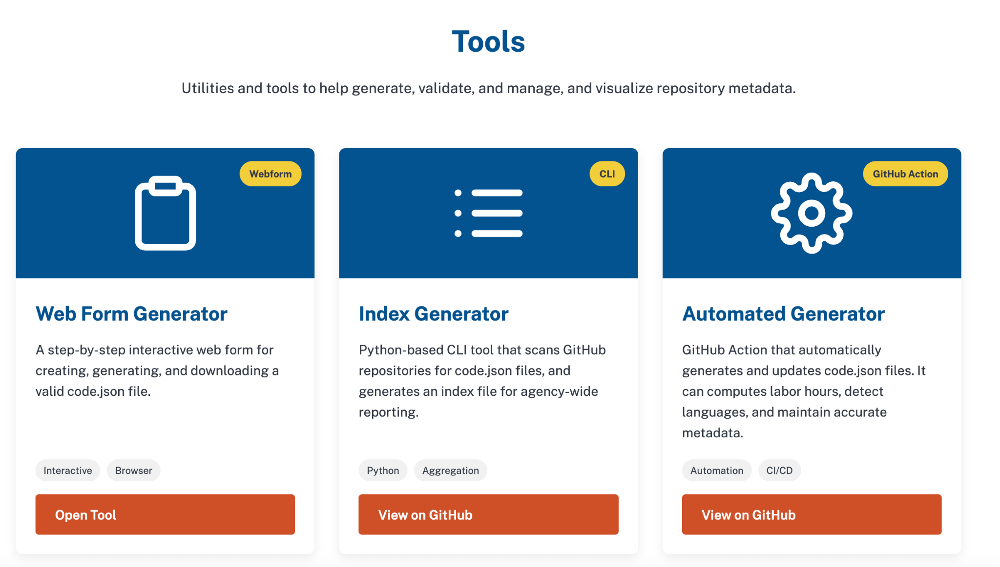 Tools
Utilities and tools to help generate, validate, and manage, and visualize repository metadata.
Webform
Web Form Generator
A step-by-step interactive web form for
creating, generating, and downloading a
valid code.json file.
Interactive
Browser
Open Tool
CLI
Index Generator
Python-based CLI tool that scans GitHub
repositories for code.json files, and
generates an index file for agency-wide
reporting.
Python
Aggregation
View on GitHub
GitHub Action
Automated Generator
GitHub Action that automatically
generates and updates code.json files. It
can computes labor hours, detect
languages, and maintain accurate
metadata.
Automation
CI/CD
View on GitHub